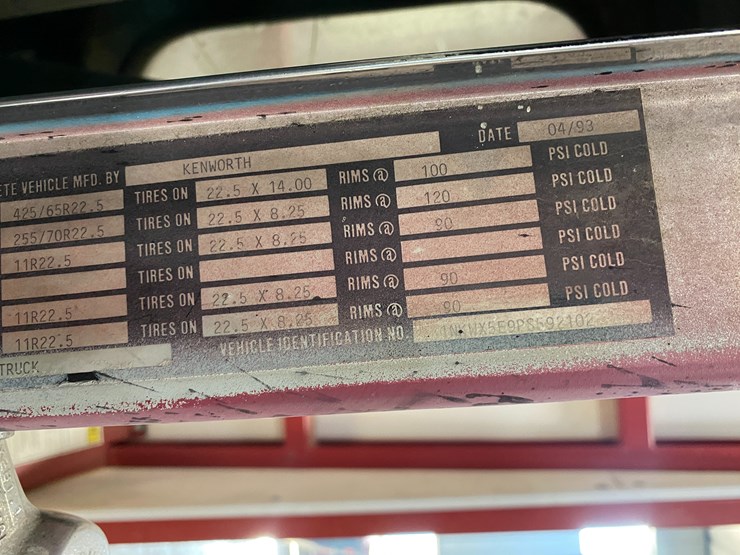 DATE 04/93
ETE VEHICLE MFD. BY KENWORTH
425/65R22.5 TIRES ON 22.5 X 14.00 RIMS @ 100 PSI COLD
255/70R22.5 TIRES ON 22.5 X 8.25 RIMS @ 120 PSI COLD
11R22.5 TIRES ON 22.5 X 8.25 RIMS @ 90 PSI COLD
TIRES ON RIMS @ PSI COLD
11R22.5 TIRES ON 22.5 X 8.25 RIMS @ 90 PSI COLD
11R22.5 TIRES ON 22.5 X 8.25 RIMS @ 90 PSI COLD
TRUCK VEHICLE IDENTIFICATION NO.